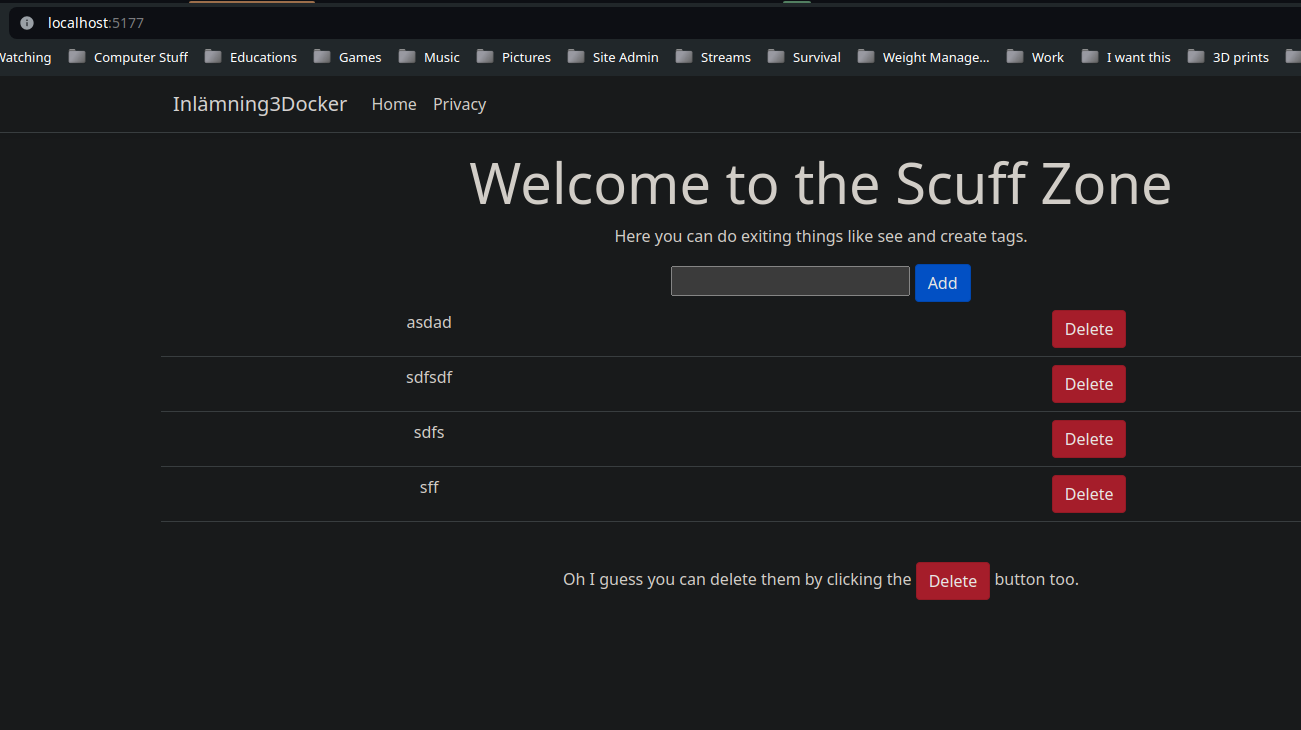 localhost:5177
Watching Computer Stuff Educations Games Music Pictures Site Admin Streams Survival Weight Manage... Work I want this 3D prints
Inlämning3Docker Home Privacy
Welcome to the Scuff Zone
Here you can do exiting things like see and create tags.
Add
asdad Delete
sdfsdf Delete
sdfs Delete
sff Delete
Oh I guess you can delete them by clicking the Delete button too.